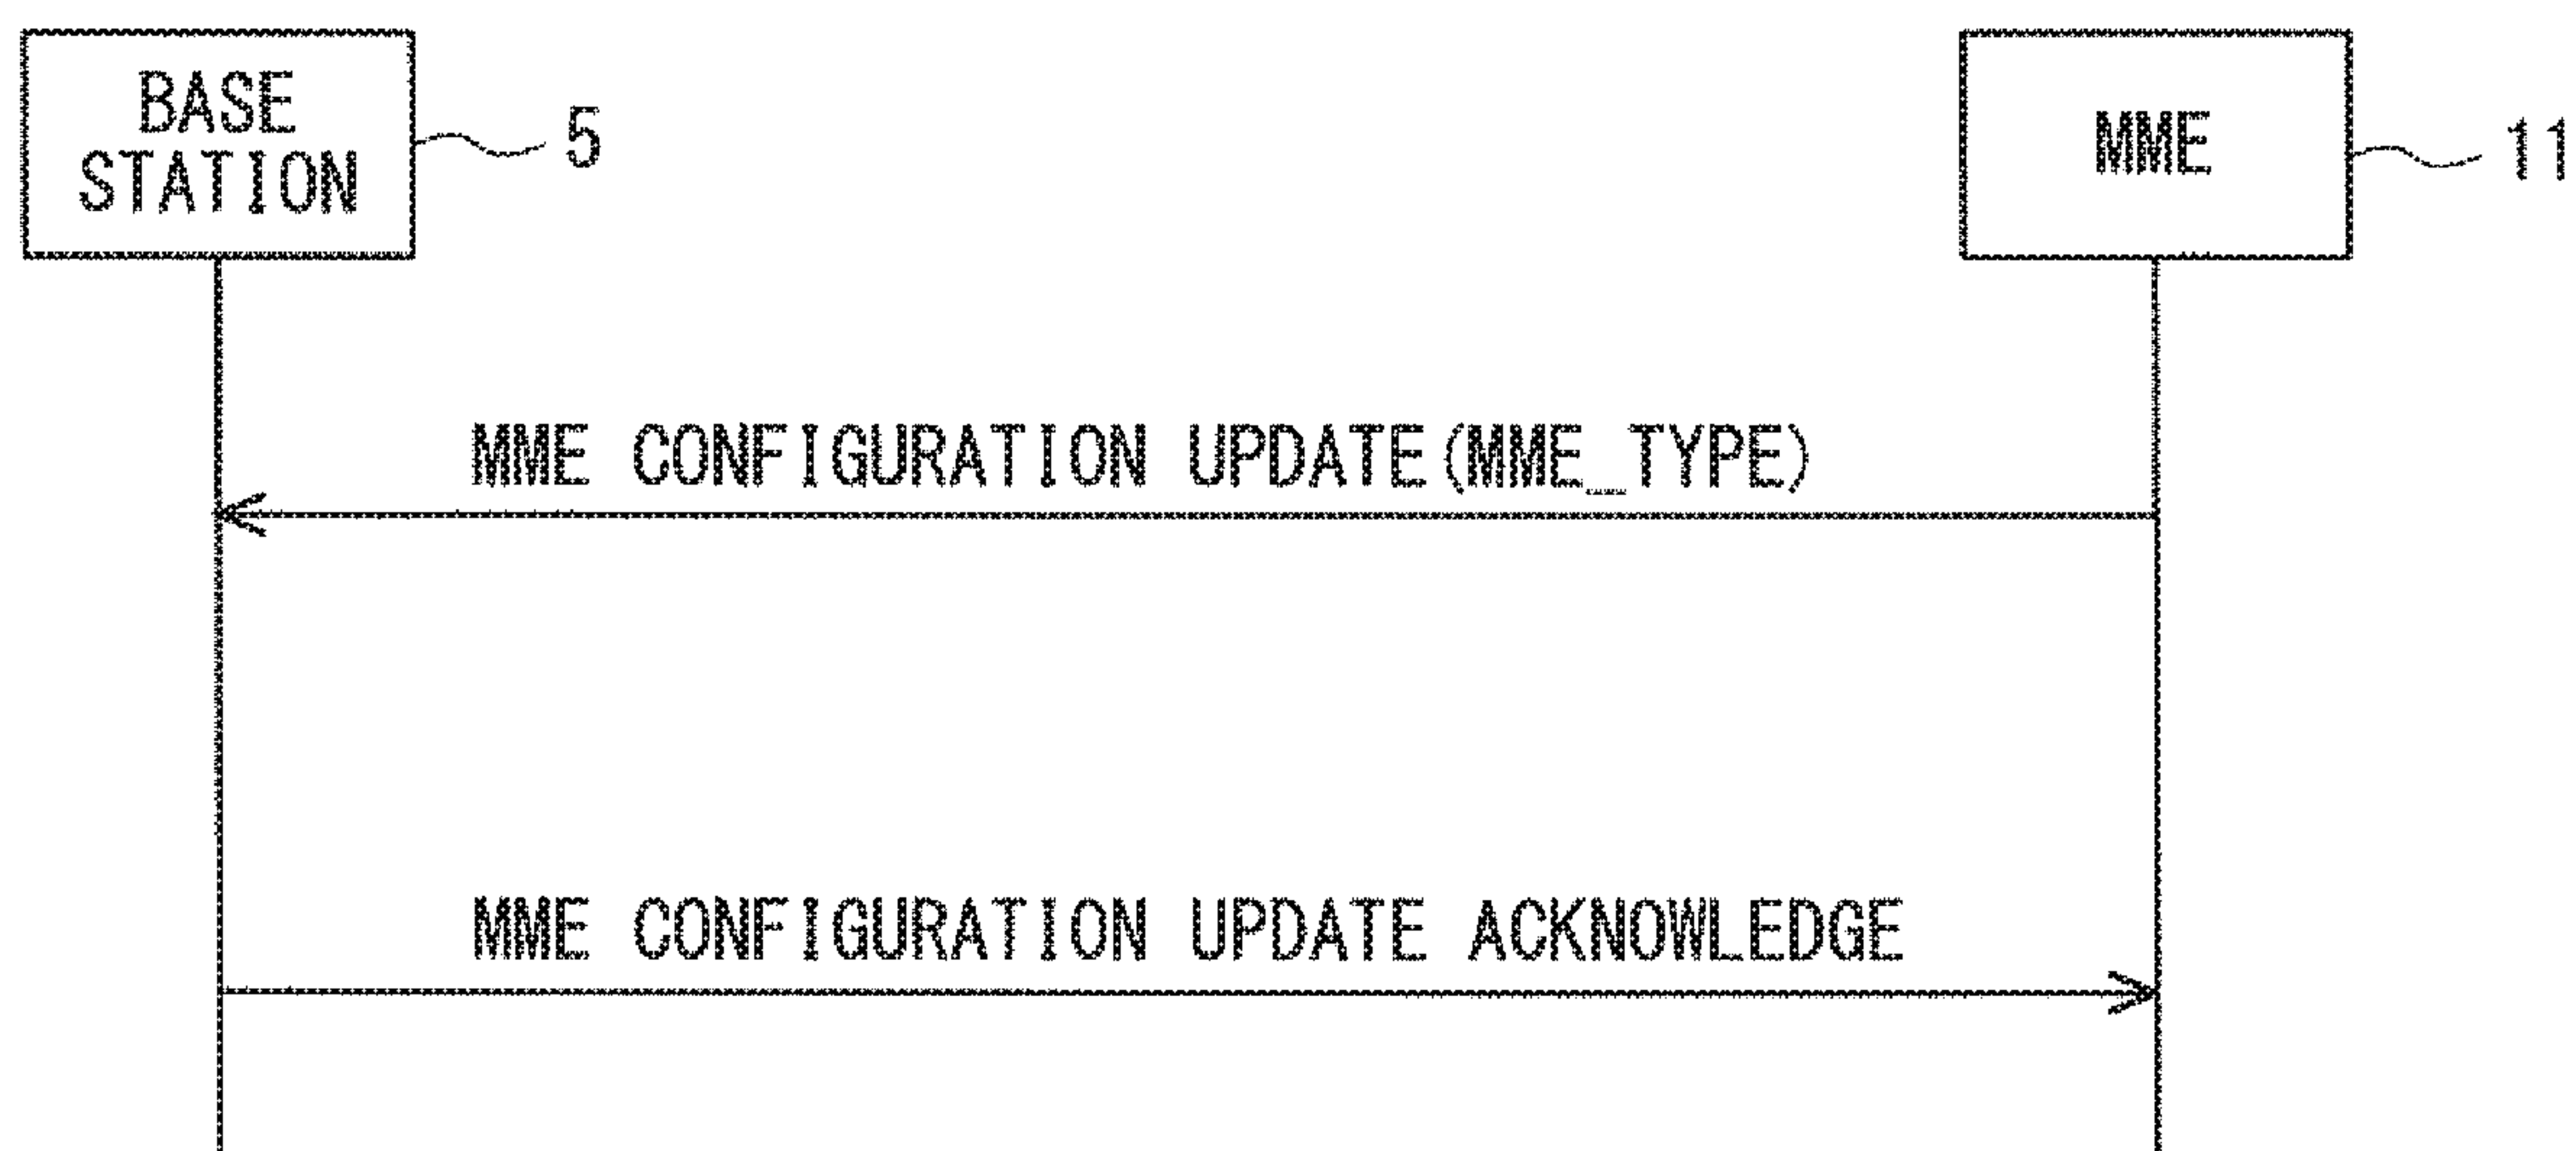 BASE
STATION
5
MME
11
MME CONFIGURATION UPDATE(MME_TYPE)
MME CONFIGURATION UPDATE ACKNOWLEDGE